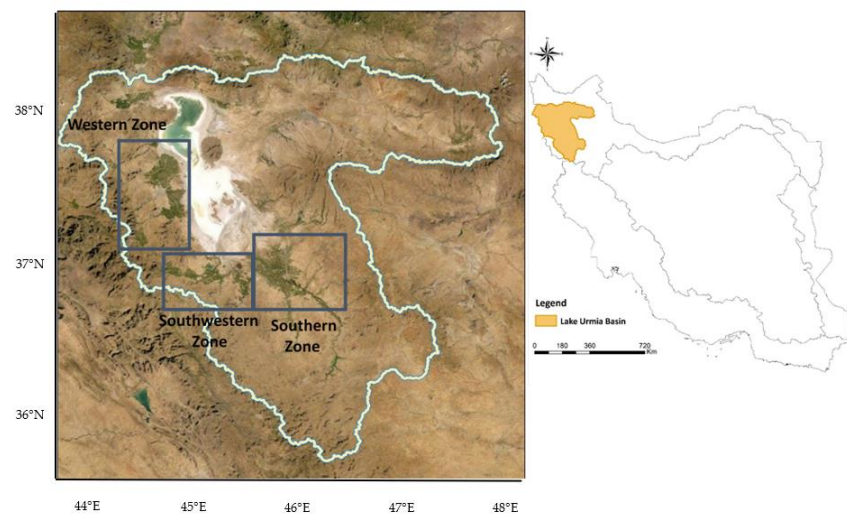 38°N
Western Zone
37°N
Southwestern
Zone
Southern
Zone
36°N
44°E
45°E
46°E
47°E
48°E
Legend
Lake Urmia Basin
0
180
360
720
Km